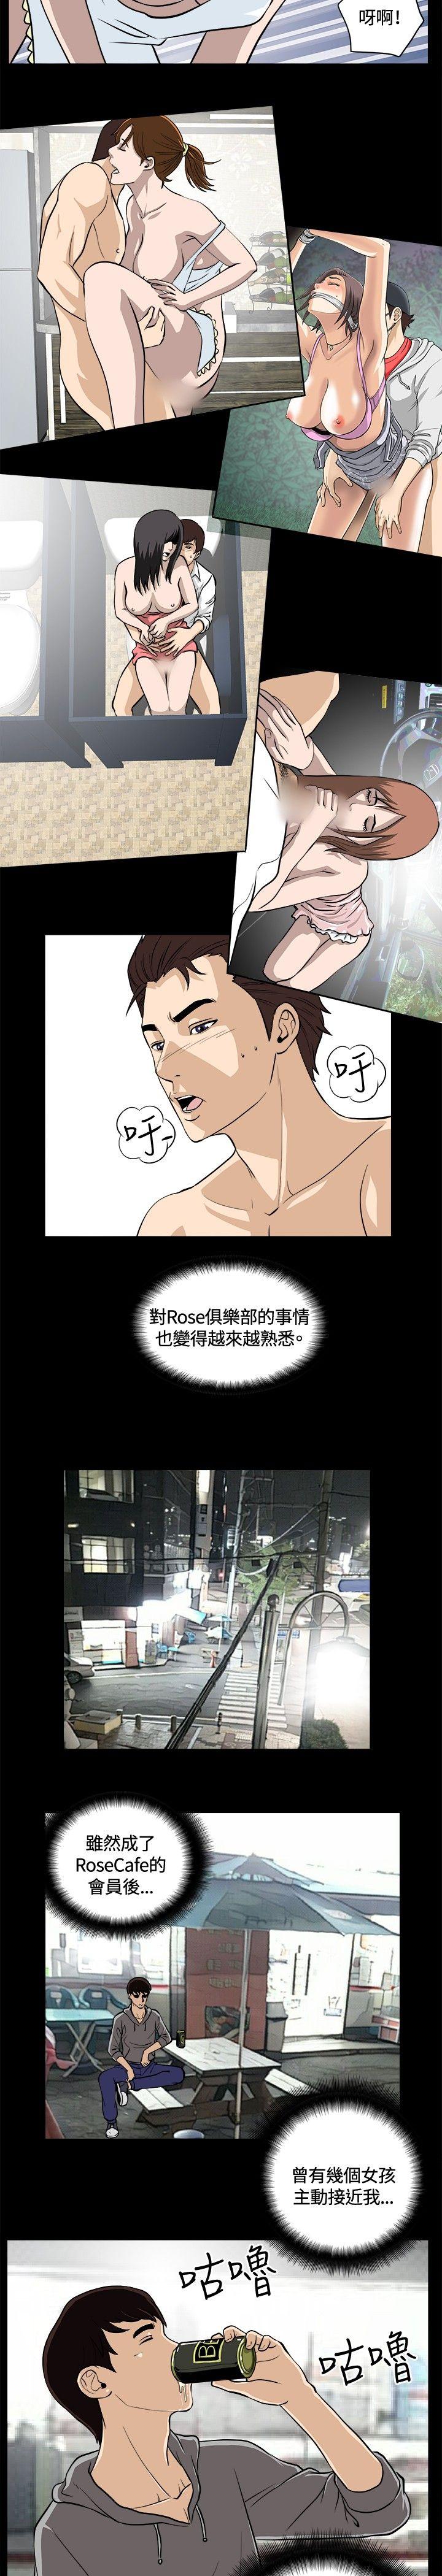 呀啊!
吁
吁~
對Rose俱樂部的事情
也變得越來越熟悉。
雖然成了
RoseCafe的
會員後...
曾有幾個女孩
主動接近我...
咕嚕
咕嚕